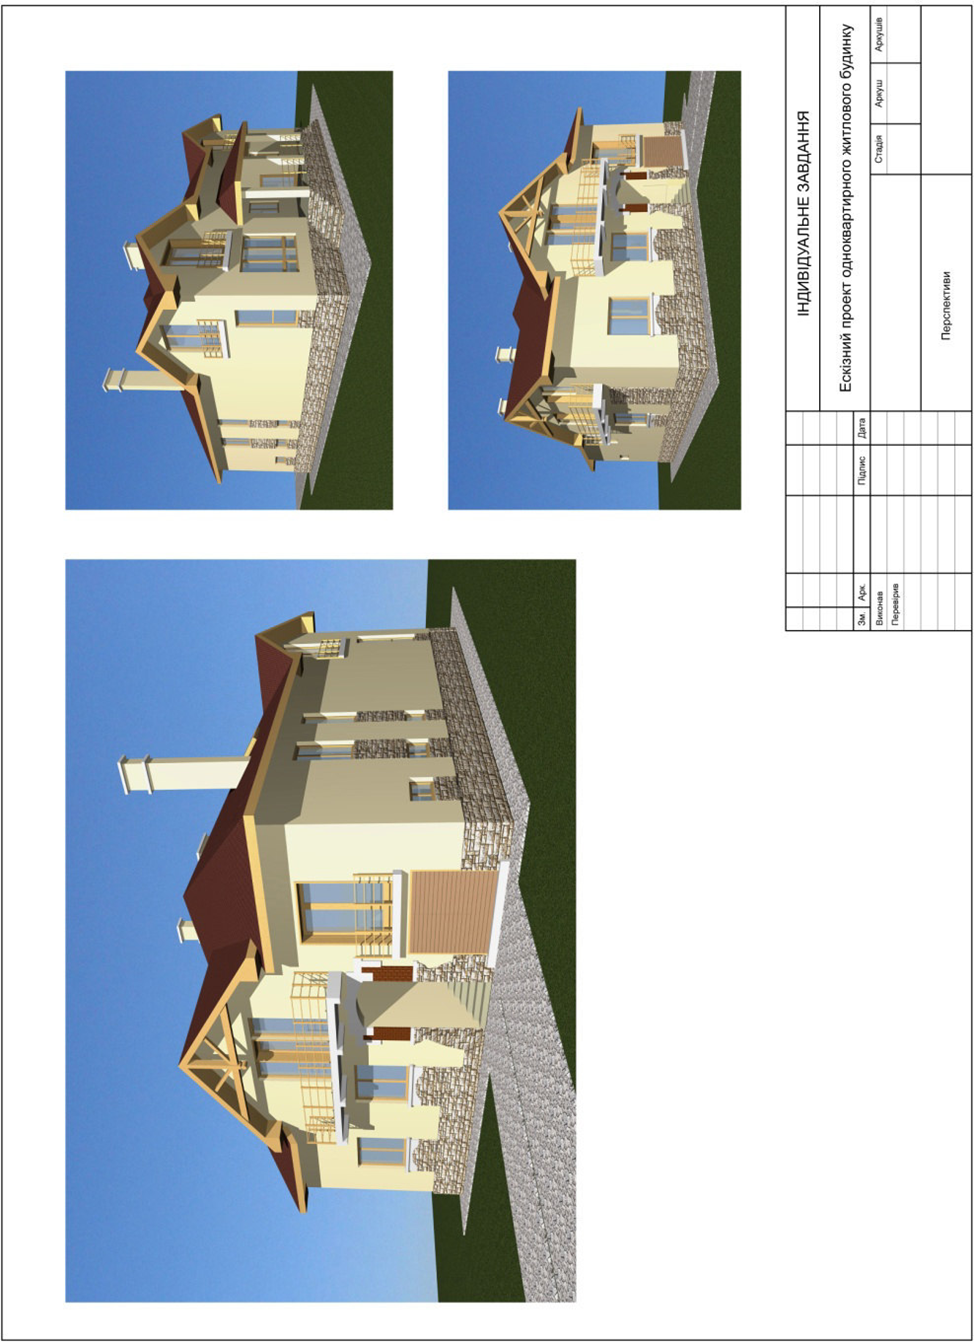 ІНДИВІДУАЛЬНЕ ЗАВДАННЯ
Ескізний проект одноквартирного житлового будинку
Зм. Арк. Підпис Дата
Виконав
Перевірив
Стадія Аркуш Аркушів
Перспективи